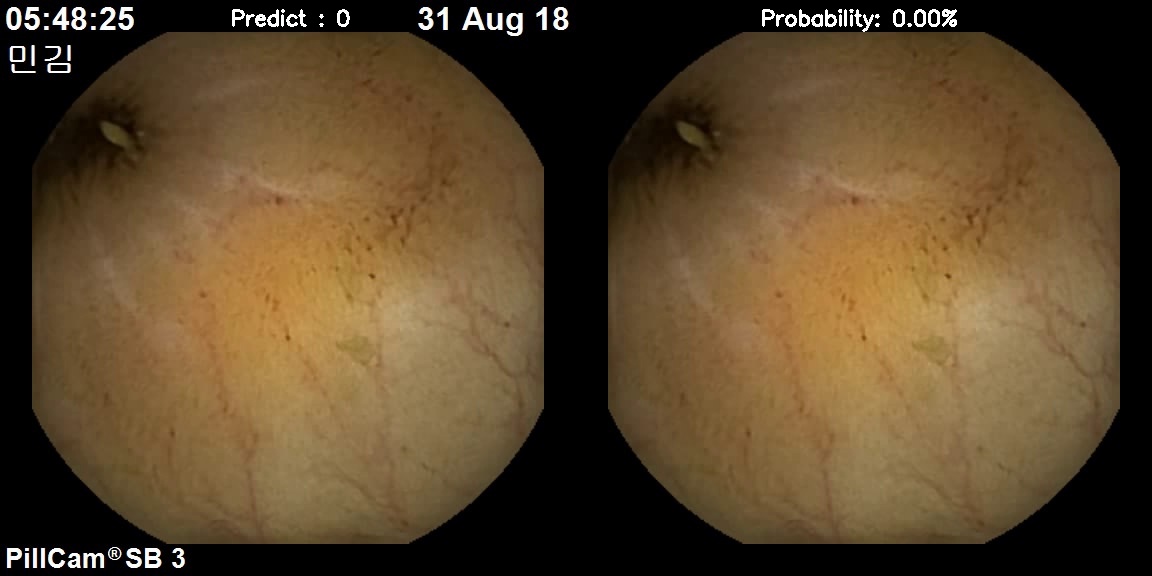 05:48:25
Predict : 0
31 Aug 18
Probability: 0.00%
민김
PillCam® SB 3